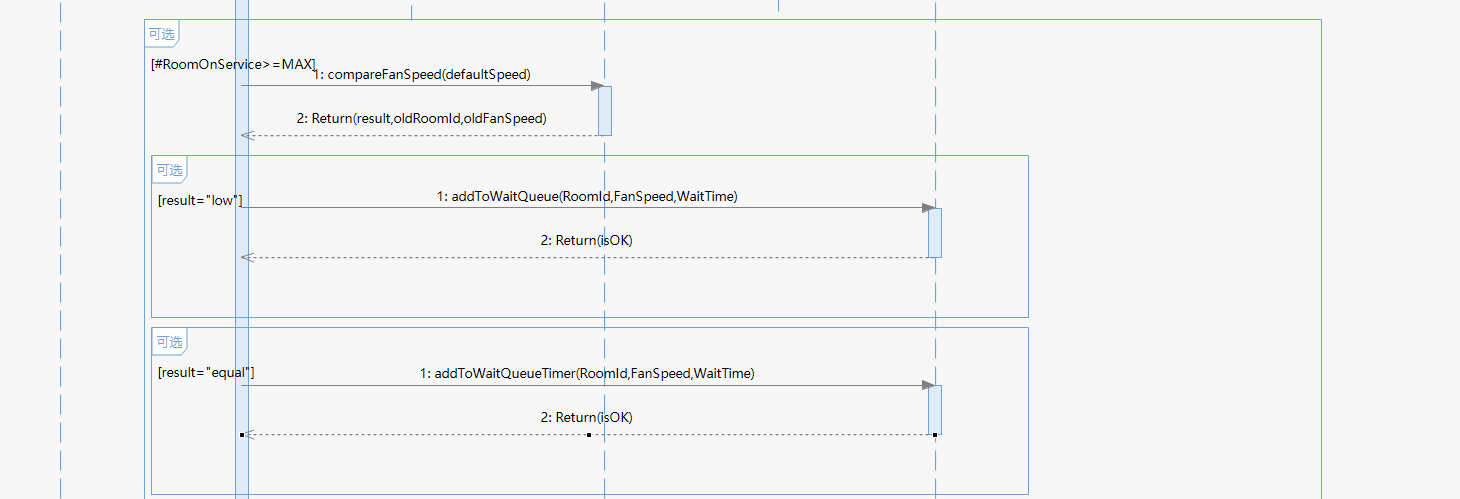 可选
[#RoomOnService>=MAX]
1: compareFanSpeed(defaultSpeed)
2: Return(result,oldRoomId,oldFanSpeed)
可选
[result="low"]
1: addToWaitQueue(RoomId,FanSpeed,WaitTime)
2: Return(isOK)
可选
[result="equal"]
1: addToWaitQueueTimer(RoomId,FanSpeed,WaitTime)
2: Return(isOK)